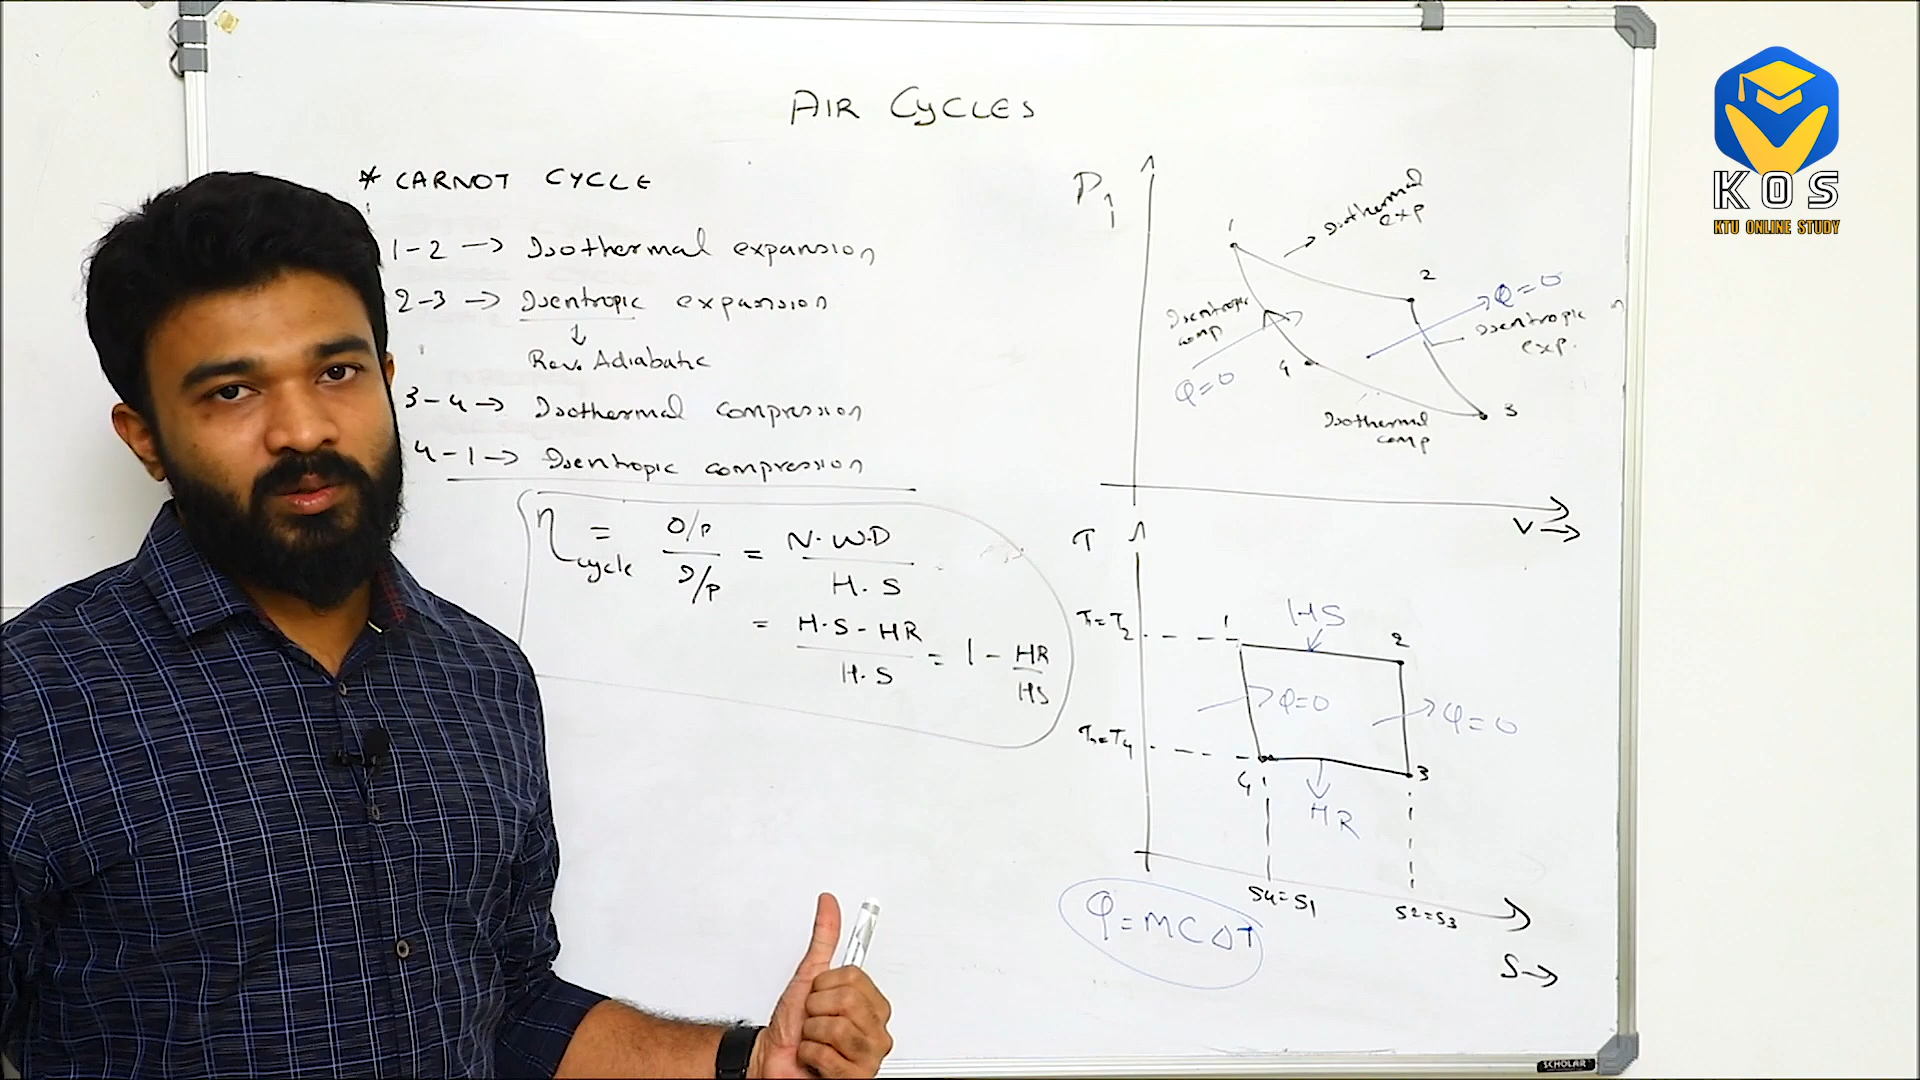 AIR CYCLES
* CARNOT CYCLE
1-2 → Isothermal expansion
2-3 → Isentropic expansion
↓
Rev. Adiabatic
3-4 → Isothermal compression
4-1 → Isentropic compression
η cycle = O/P / I/P = N.W.D / H.S
= H.S - HR / H.S = 1 - HR / HS
P
1
Isothermal
exp
2
Q=0
Isentropic
exp.
Isentropic
comp
Q=0
4
3
Isothermal
comp
V →
T
T1=T2
1
HS
2
Q=0
Q=0
T3=T4
4
3
HR
S4=S1
S2=S3
Q=MCΔT
S →
KOS
KTU ONLINE STUDY
SCHOLAR